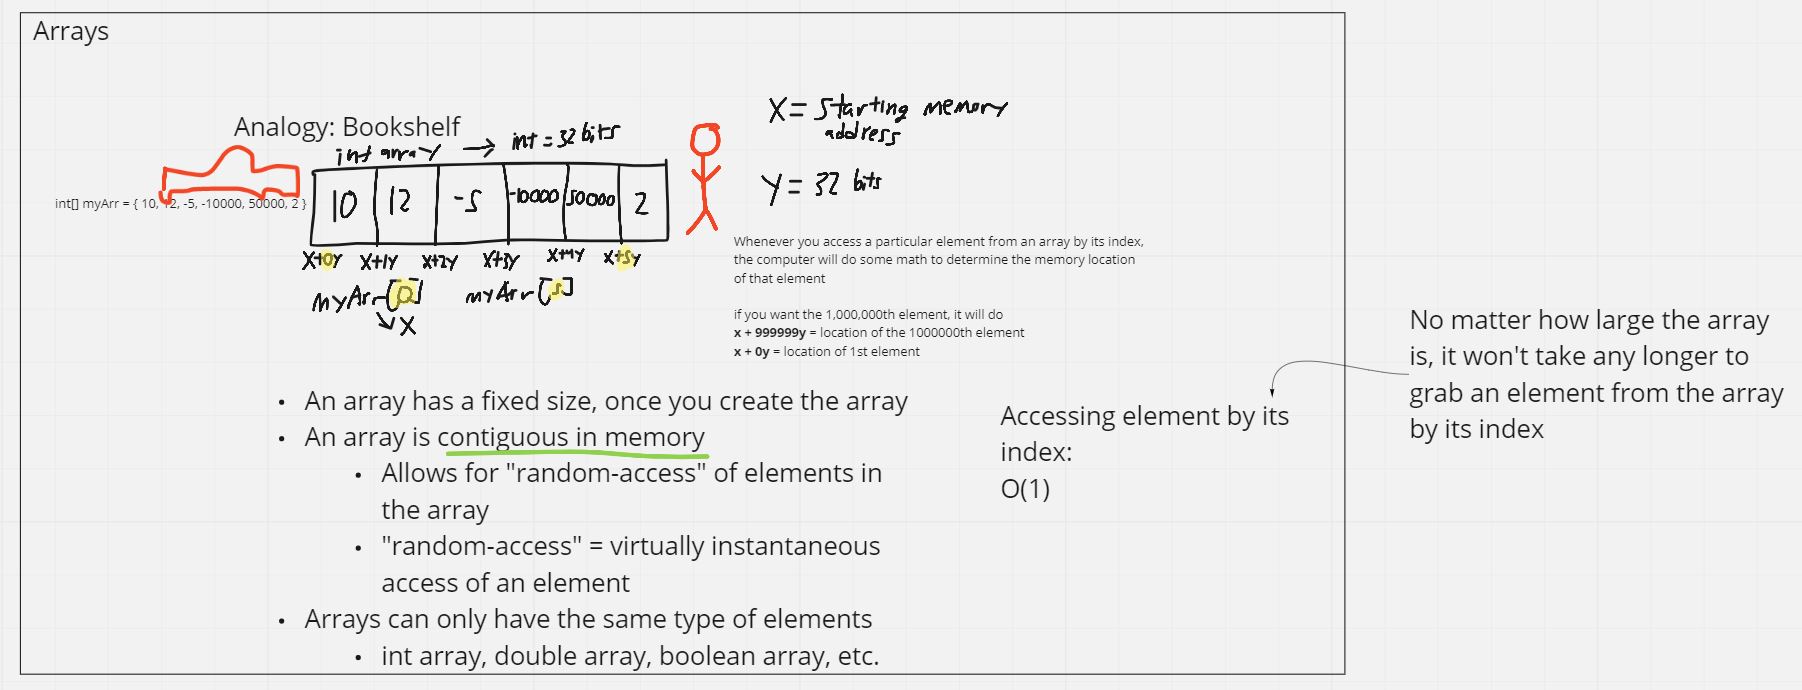 Arrays
Analogy: Bookshelf
int array → int = 32 bits
int[] myArr = { 10, 12, -5, -10000, 50000, 2 }
10 12 -5 -10000 50000 2
X+0Y X+1Y X+2Y X+3Y X+4Y X+5Y
myArr[0] myArr[5]
X
X = Starting memory
address
Y = 32 bits
Whenever you access a particular element from an array by its index,
the computer will do some math to determine the memory location
of that element
if you want the 1,000,000th element, it will do
x + 999999y = location of the 1000000th element
x + 0y = location of 1st element
• An array has a fixed size, once you create the array
• An array is contiguous in memory
• Allows for "random-access" of elements in
the array
• "random-access" = virtually instantaneous
access of an element
• Arrays can only have the same type of elements
• int array, double array, boolean array, etc.
Accessing element by its
index:
O(1)
No matter how large the array
is, it won't take any longer to
grab an element from the array
by its index